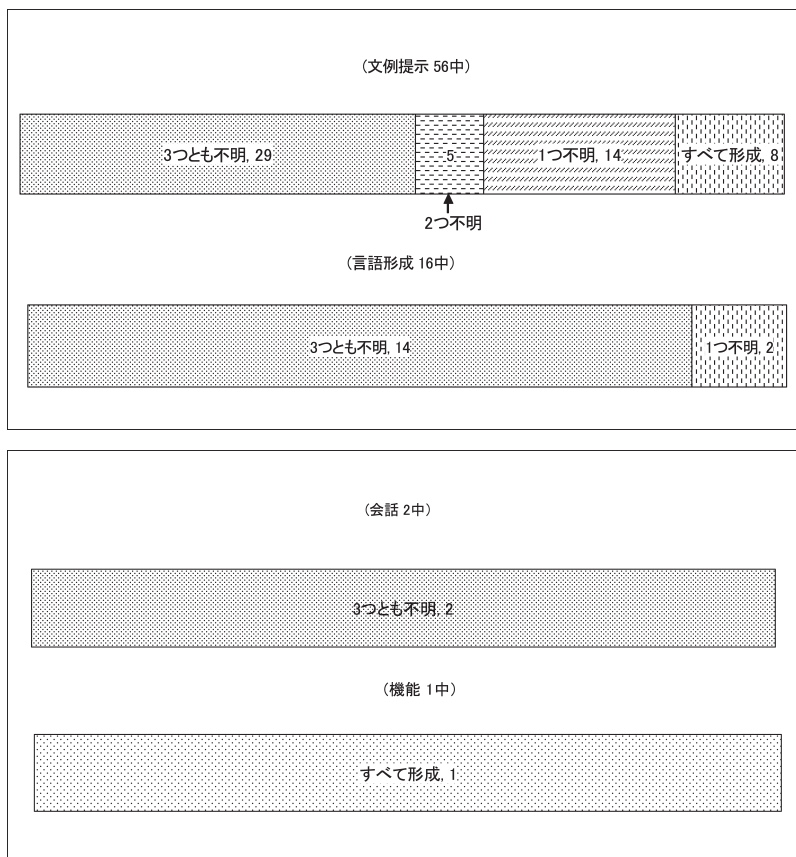 (文例提示 56中)
3つとも不明, 29
5
1つ不明, 14
すべて形成, 8
2つ不明
(言語形成 16中)
3つとも不明, 14
1つ不明, 2
(会話 2中)
3つとも不明, 2
(機能 1中)
すべて形成, 1